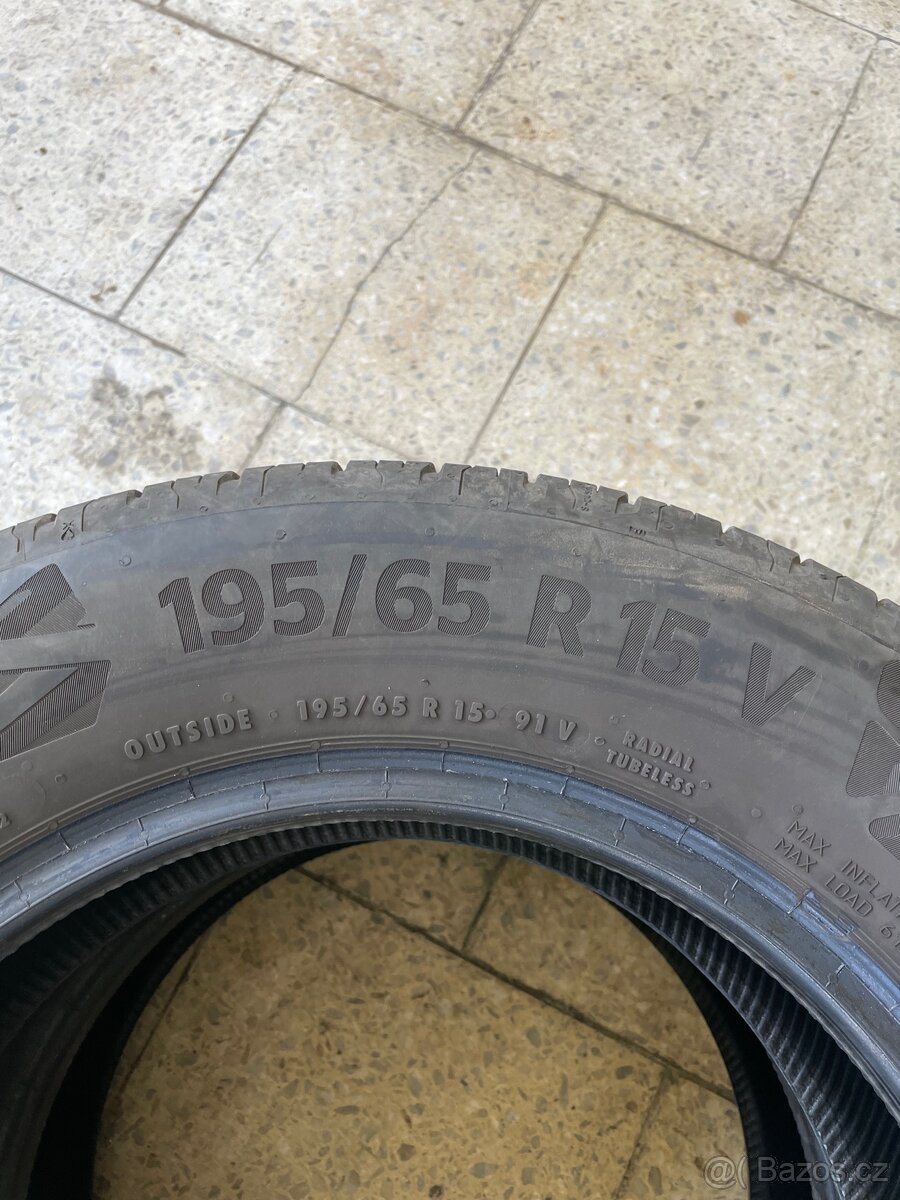 195/65 R 15 V
OUTSIDE 195/65 R 15 91 V RADIAL
TUBELESS
MAX
MAX LOAD
@( Bazos.cz